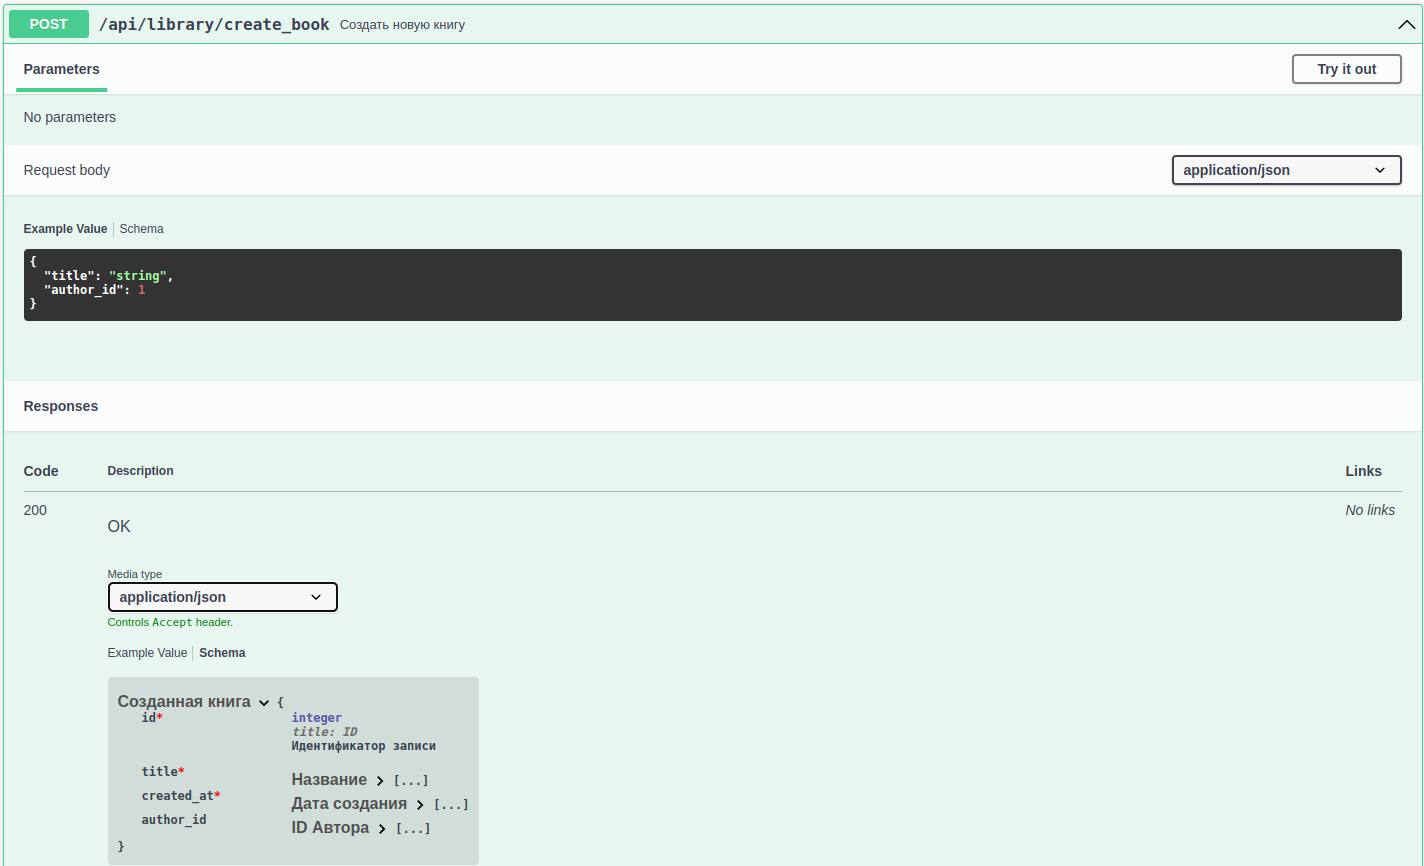 POST /api/library/create_book Создать новую книгу
Parameters Try it out
No parameters
Request body application/json
Example Value Schema
{
"title": "string",
"author_id": 1
}
Responses
Code Description Links
200 No links
OK
Media type
application/json
Controls Accept header.
Example Value Schema
Созданная книга {
id* integer
title: ID
Идентификатор записи
title* Название [...]
created_at* Дата создания [...]
author_id ID Автора [...]
}